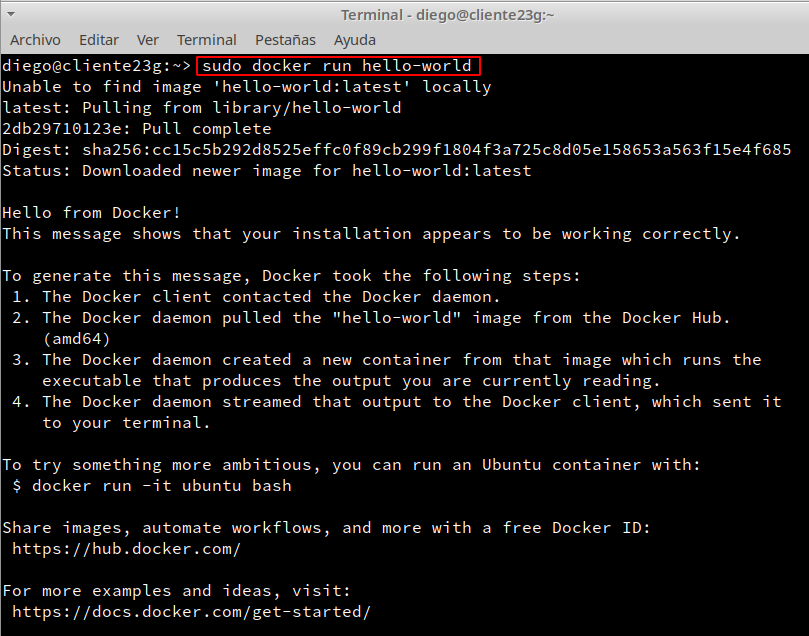 Terminal - diego@cliente23g:~
Archivo Editar Ver Terminal Pestañas Ayuda
diego@cliente23g:~> sudo docker run hello-world
Unable to find image 'hello-world:latest' locally
latest: Pulling from library/hello-world
2db29710123e: Pull complete
Digest: sha256:cc15c5b292d8525effc0f89cb299f1804f3a725c8d05e158653a563f15e4f685
Status: Downloaded newer image for hello-world:latest

Hello from Docker!
This message shows that your installation appears to be working correctly.

To generate this message, Docker took the following steps:
 1. The Docker client contacted the Docker daemon.
 2. The Docker daemon pulled the "hello-world" image from the Docker Hub.
    (amd64)
 3. The Docker daemon created a new container from that image which runs the
    executable that produces the output you are currently reading.
 4. The Docker daemon streamed that output to the Docker client, which sent it
    to your terminal.

To try something more ambitious, you can run an Ubuntu container with:
 $ docker run -it ubuntu bash

Share images, automate workflows, and more with a free Docker ID:
 https://hub.docker.com/

For more examples and ideas, visit:
 https://docs.docker.com/get-started/